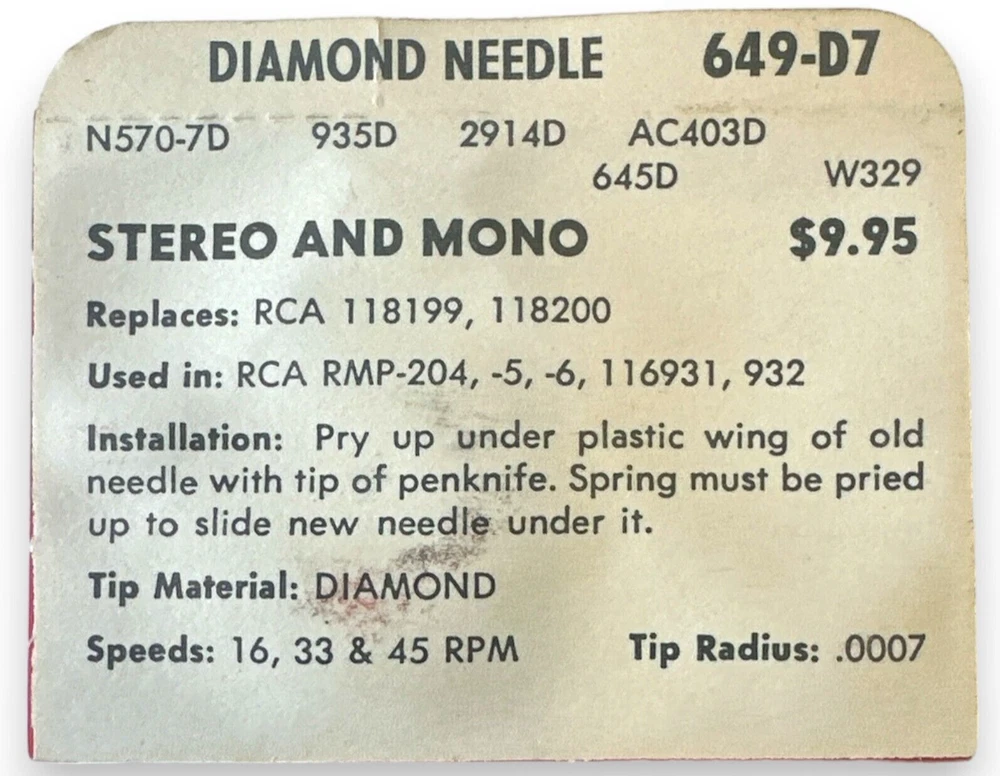 DIAMOND NEEDLE 649-D7
N570-7D 935D 2914D AC403D
645D W329
STEREO AND MONO $9.95
Replaces: RCA 118199, 118200
Used in: RCA RMP-204, -5, -6, 116931, 932
Installation: Pry up under plastic wing of old
needle with tip of penknife. Spring must be pried
up to slide new needle under it.
Tip Material: DIAMOND
Speeds: 16, 33 & 45 RPM Tip Radius: .0007